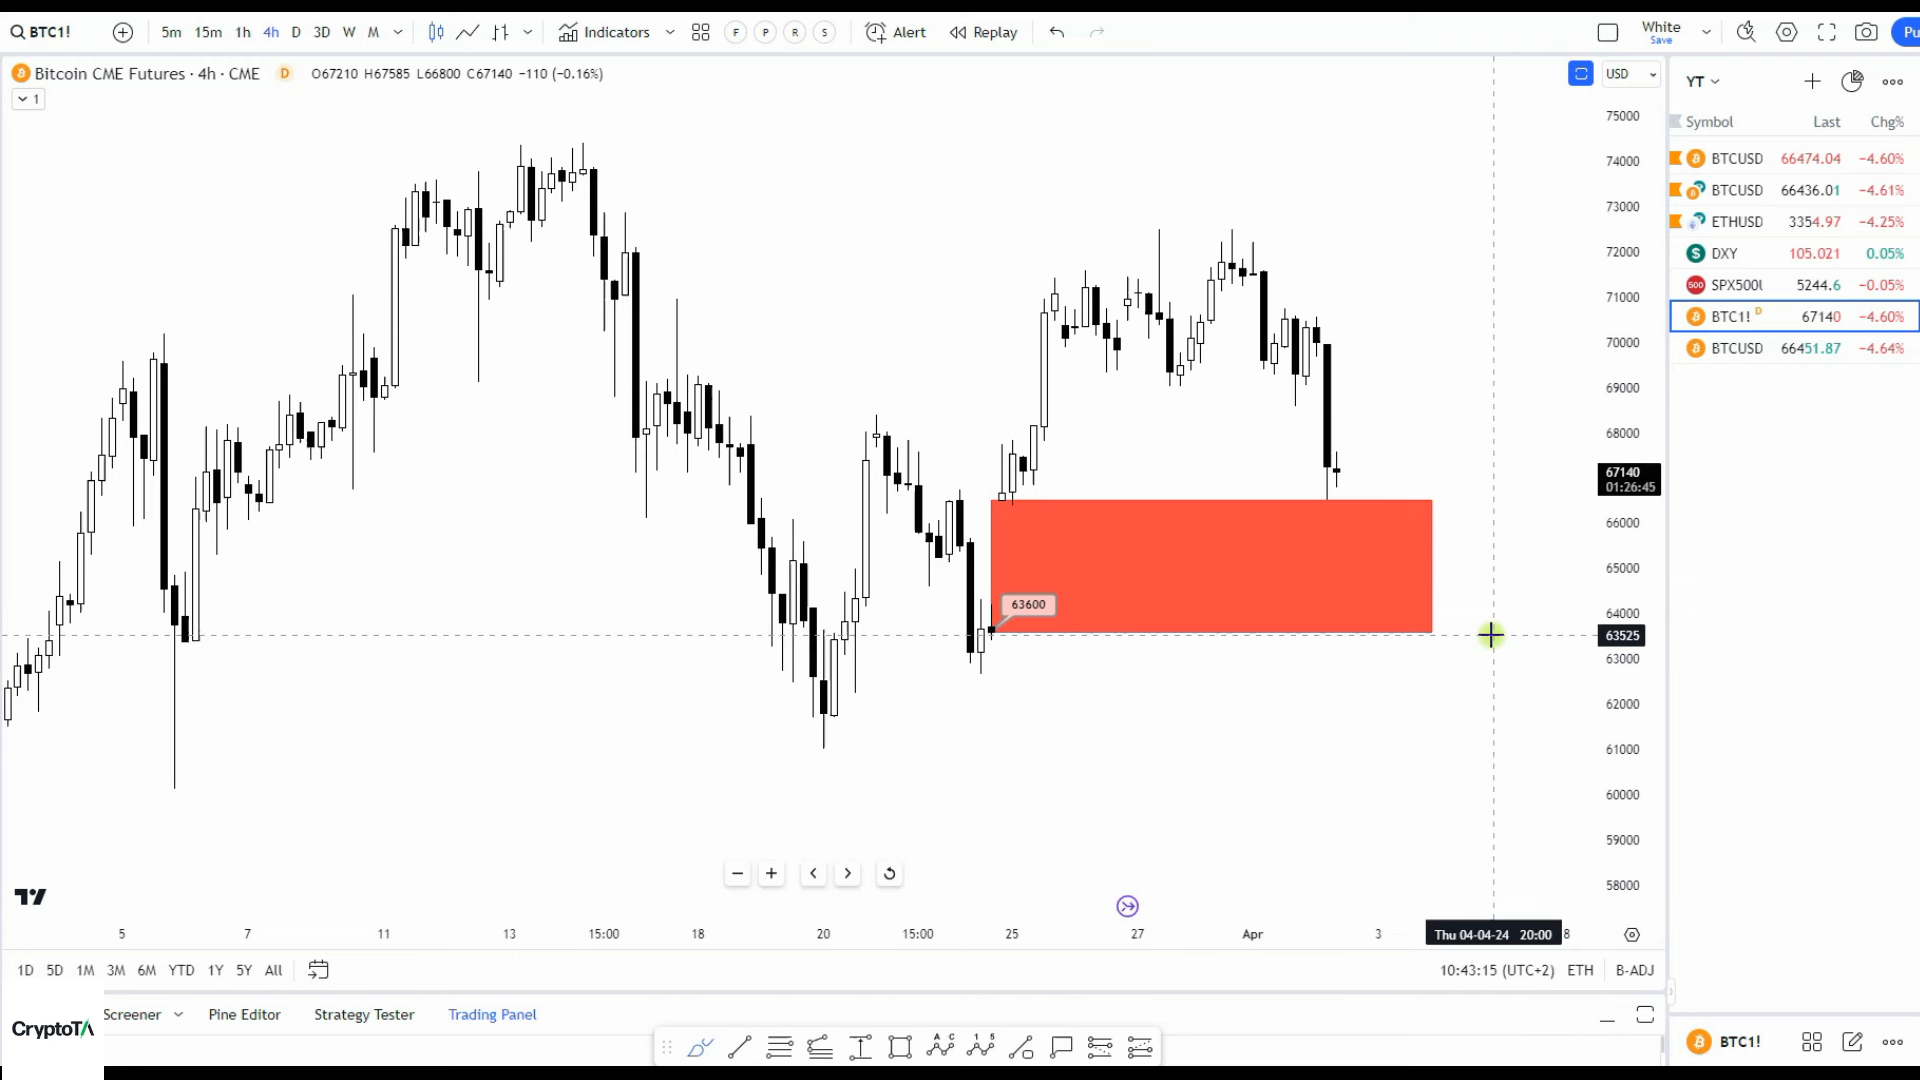 BTC1! 5m 15m 1h 4h D 3D W M Indicators F P R S Alert Replay White Pu
Save
Bitcoin CME Futures · 4h · CME D O67210 H67585 L66800 C67140 −110 (−0.16%) USD YT
1
Symbol Last Chg%
75000
74000
73000
72000
71000
70000
69000
68000
67140
01:26:45
66000
65000
64000
63525
63000
62000
61000
60000
59000
58000
BTCUSD 66474.04 −4.60%
BTCUSD 66436.01 −4.61%
ETHUSD 3354.97 −4.25%
$ DXY 105.021 0.05%
500 SPX500U 5244.6 −0.05%
BTC1! D 67140 −4.60%
BTCUSD 66451.87 −4.64%
63600
5 7 11 13 15:00 18 20 15:00 25 27 Apr 3 Thu 04-04-24 20:00 8
1D 5D 1M 3M 6M YTD 1Y 5Y All 10:43:15 (UTC+2) ETH B-ADJ
Screener Pine Editor Strategy Tester Trading Panel
CryptoTA
A C 1 5
BTC1!